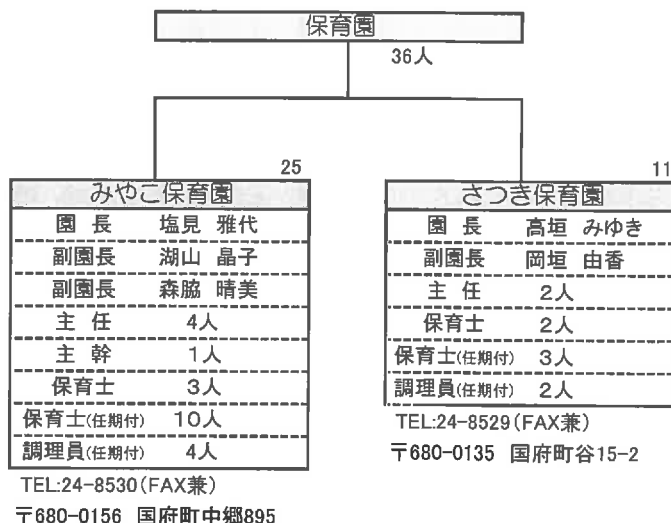 保育園
36人
25
みやこ保育園
園 長 塩見 雅代
副園長 湖山 晶子
副園長 森脇 晴美
主 任 4人
主 幹 1人
保育士 3人
保育士(任期付) 10人
調理員(任期付) 4人
TEL:24-8530(FAX兼)
〒680-0156 国府町中郷895
11
さつき保育園
園 長 高垣 みゆき
副園長 岡垣 由香
主 任 2人
保育士 2人
保育士(任期付) 3人
調理員(任期付) 2人
TEL:24-8529(FAX兼)
〒680-0135 国府町谷15-2